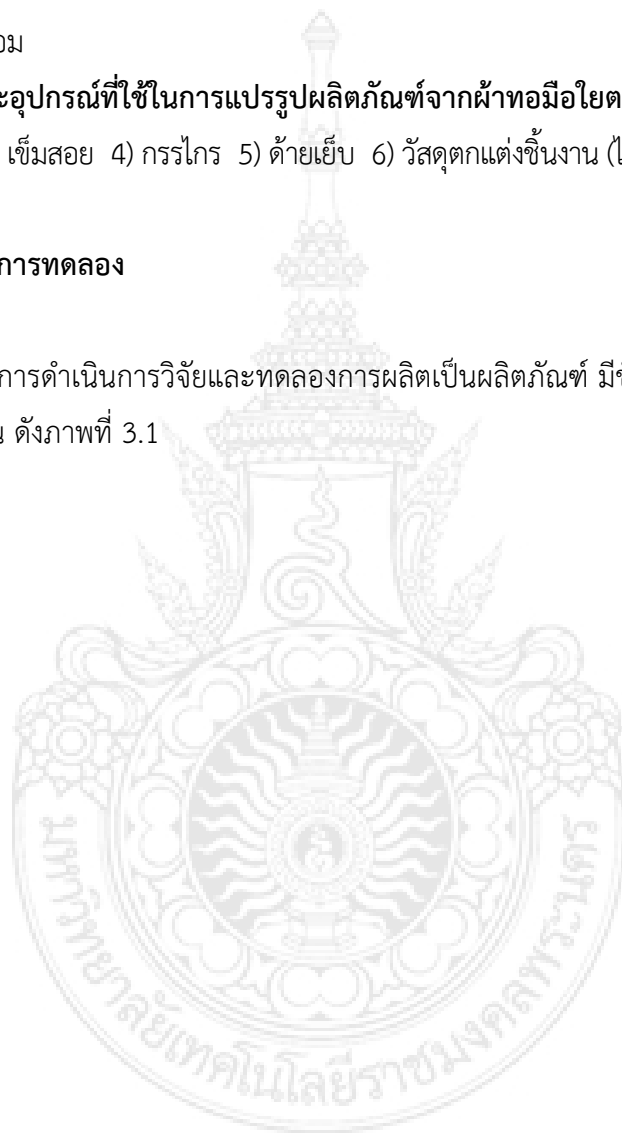 ะอุปกรณ์ที่ใช้ในการแปรรูปผลิตภัณฑ์จากผ้าทอมือใยต
เข็มสอย 4) กรรไกร 5) ด้ายเย็บ 6) วัสดุตกแต่งชิ้นงาน
การทดลอง
การดำเนินการวิจัยและทดลองการผลิตเป็นผลิตภัณฑ์
ดังภาพที่ 3.1
มหาวิทยาลัยเทคโนโลยีราชมงคลพระนคร